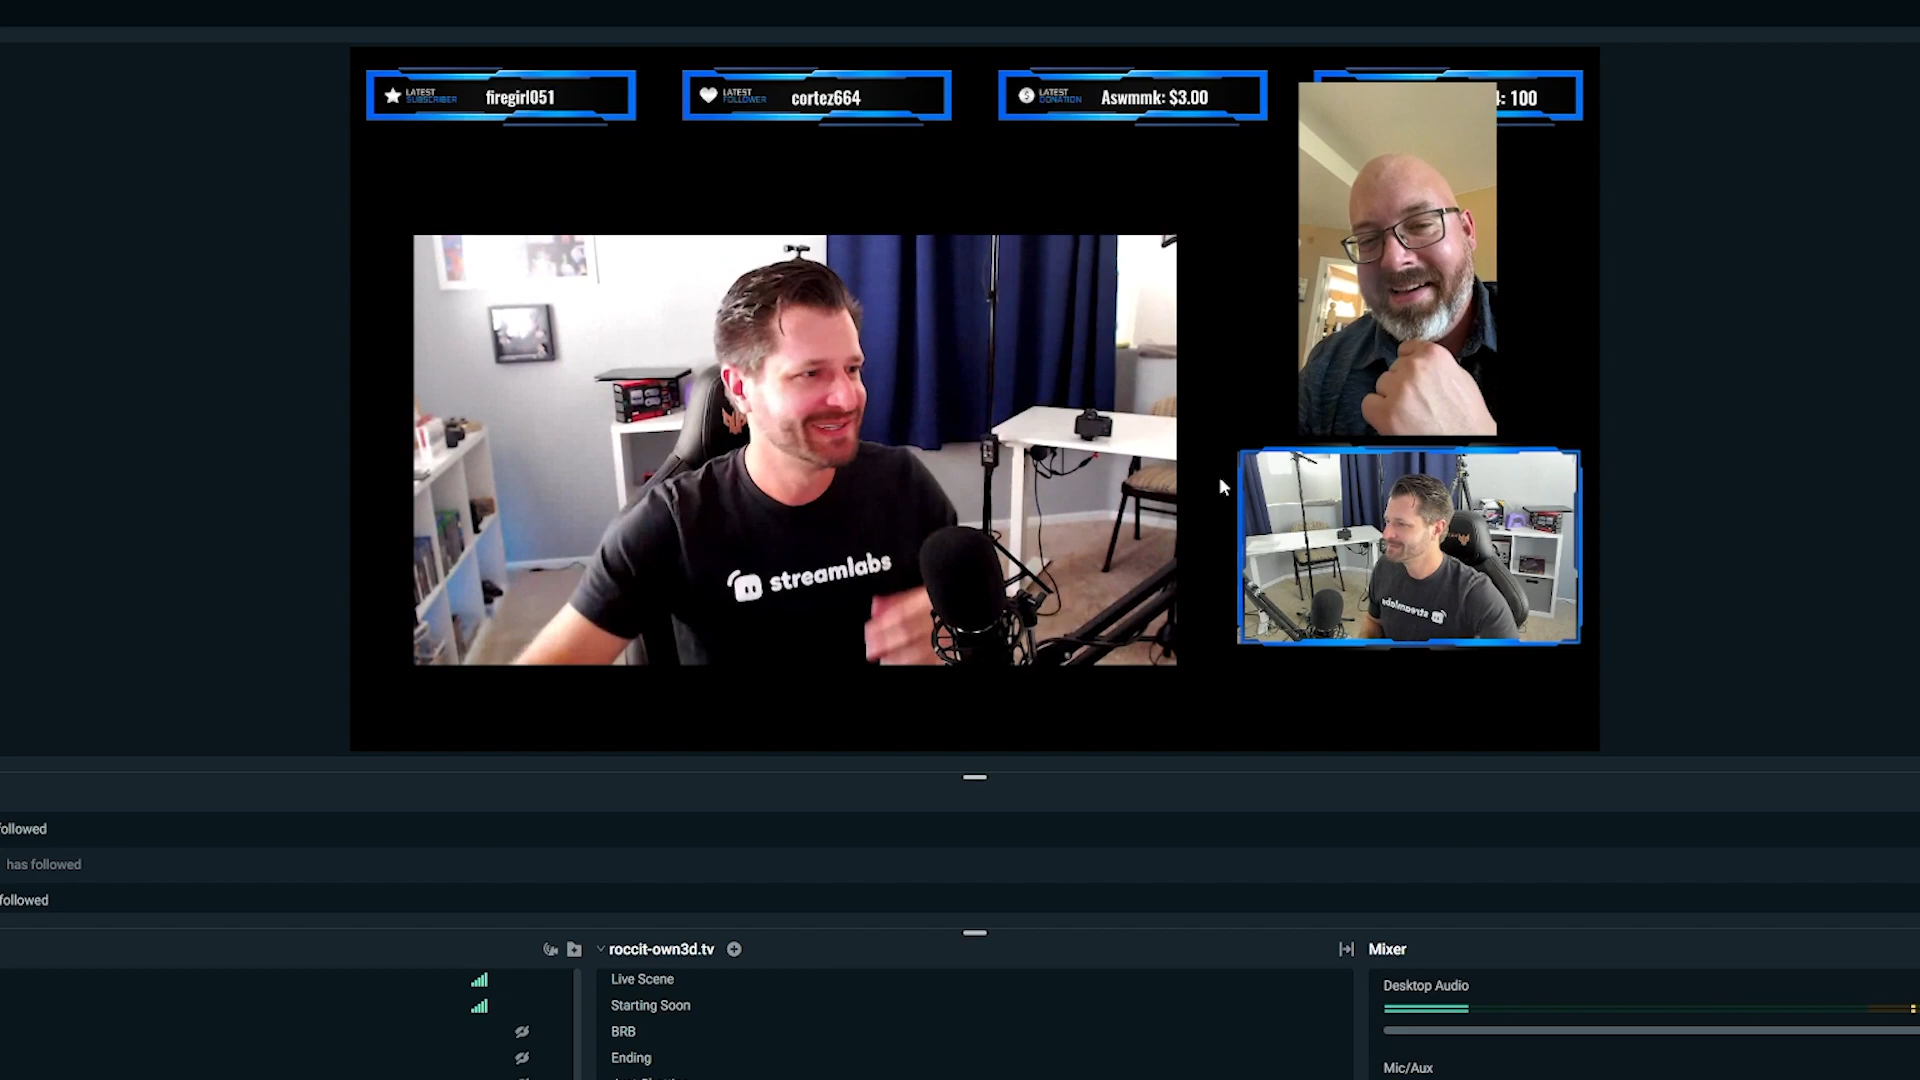 LATEST
SUBSCRIBER
firegirl051
LATEST
FOLLOWER
cortez664
LATEST
DONATION
Aswmmk: $3.00
: 100
streamlabs
streamlabs
followed
has followed
followed
roccit-own3d.tv
Mixer
Live Scene
Desktop Audio
Starting Soon
BRB
Ending
Mic/Aux